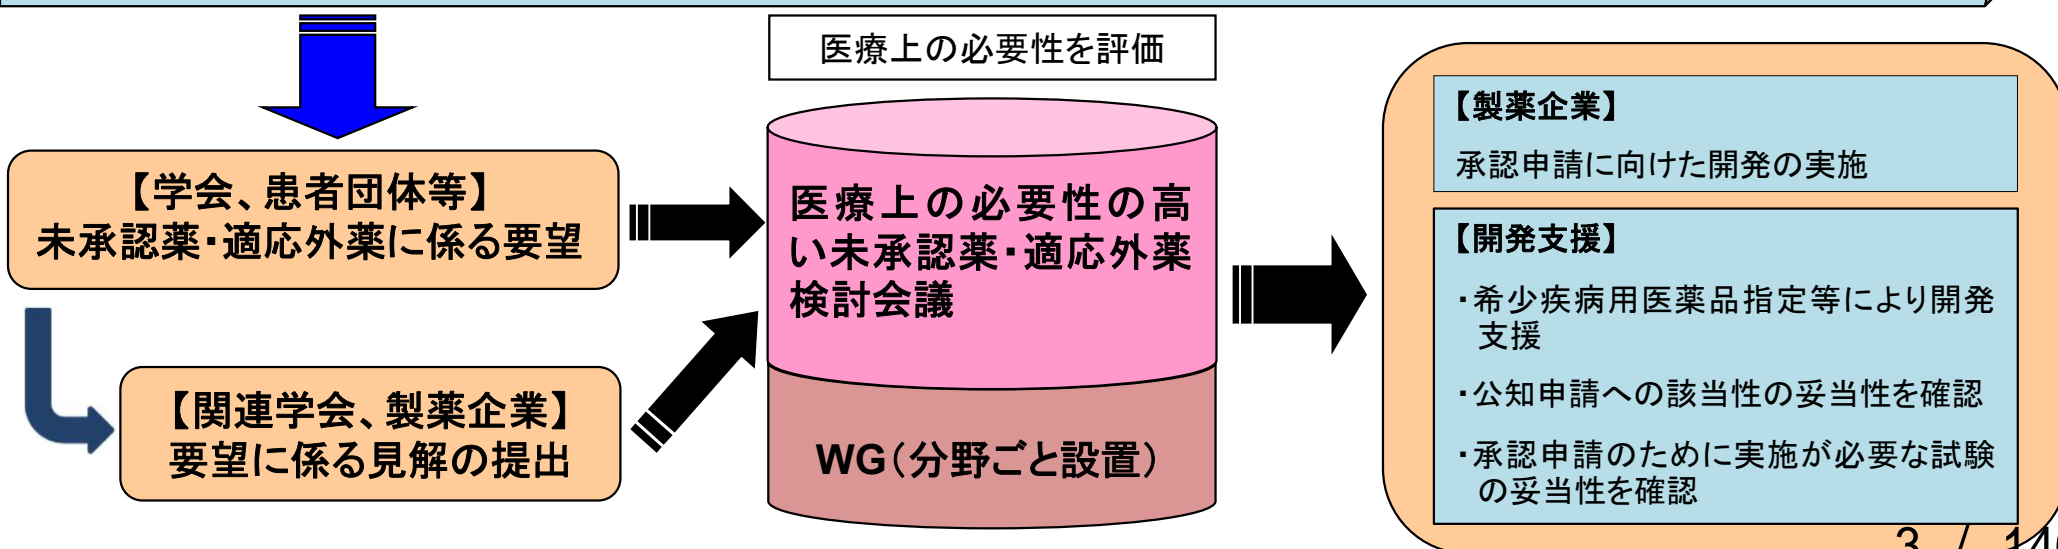 医療上の必要性を評価
【学会、患者団体等】
未承認薬・適応外薬に係る要望
【関連学会、製薬企業】
要望に係る見解の提出
医療上の必要性の高
い未承認薬・適応外薬
検討会議
WG(分野ごと設置)
【製薬企業】
承認申請に向けた開発の実施
【開発支援】
・希少疾病用医薬品指定等により開発
支援
・公知申請への該当性の妥当性を確認
・承認申請のために実施が必要な試験
の妥当性を確認
3 /